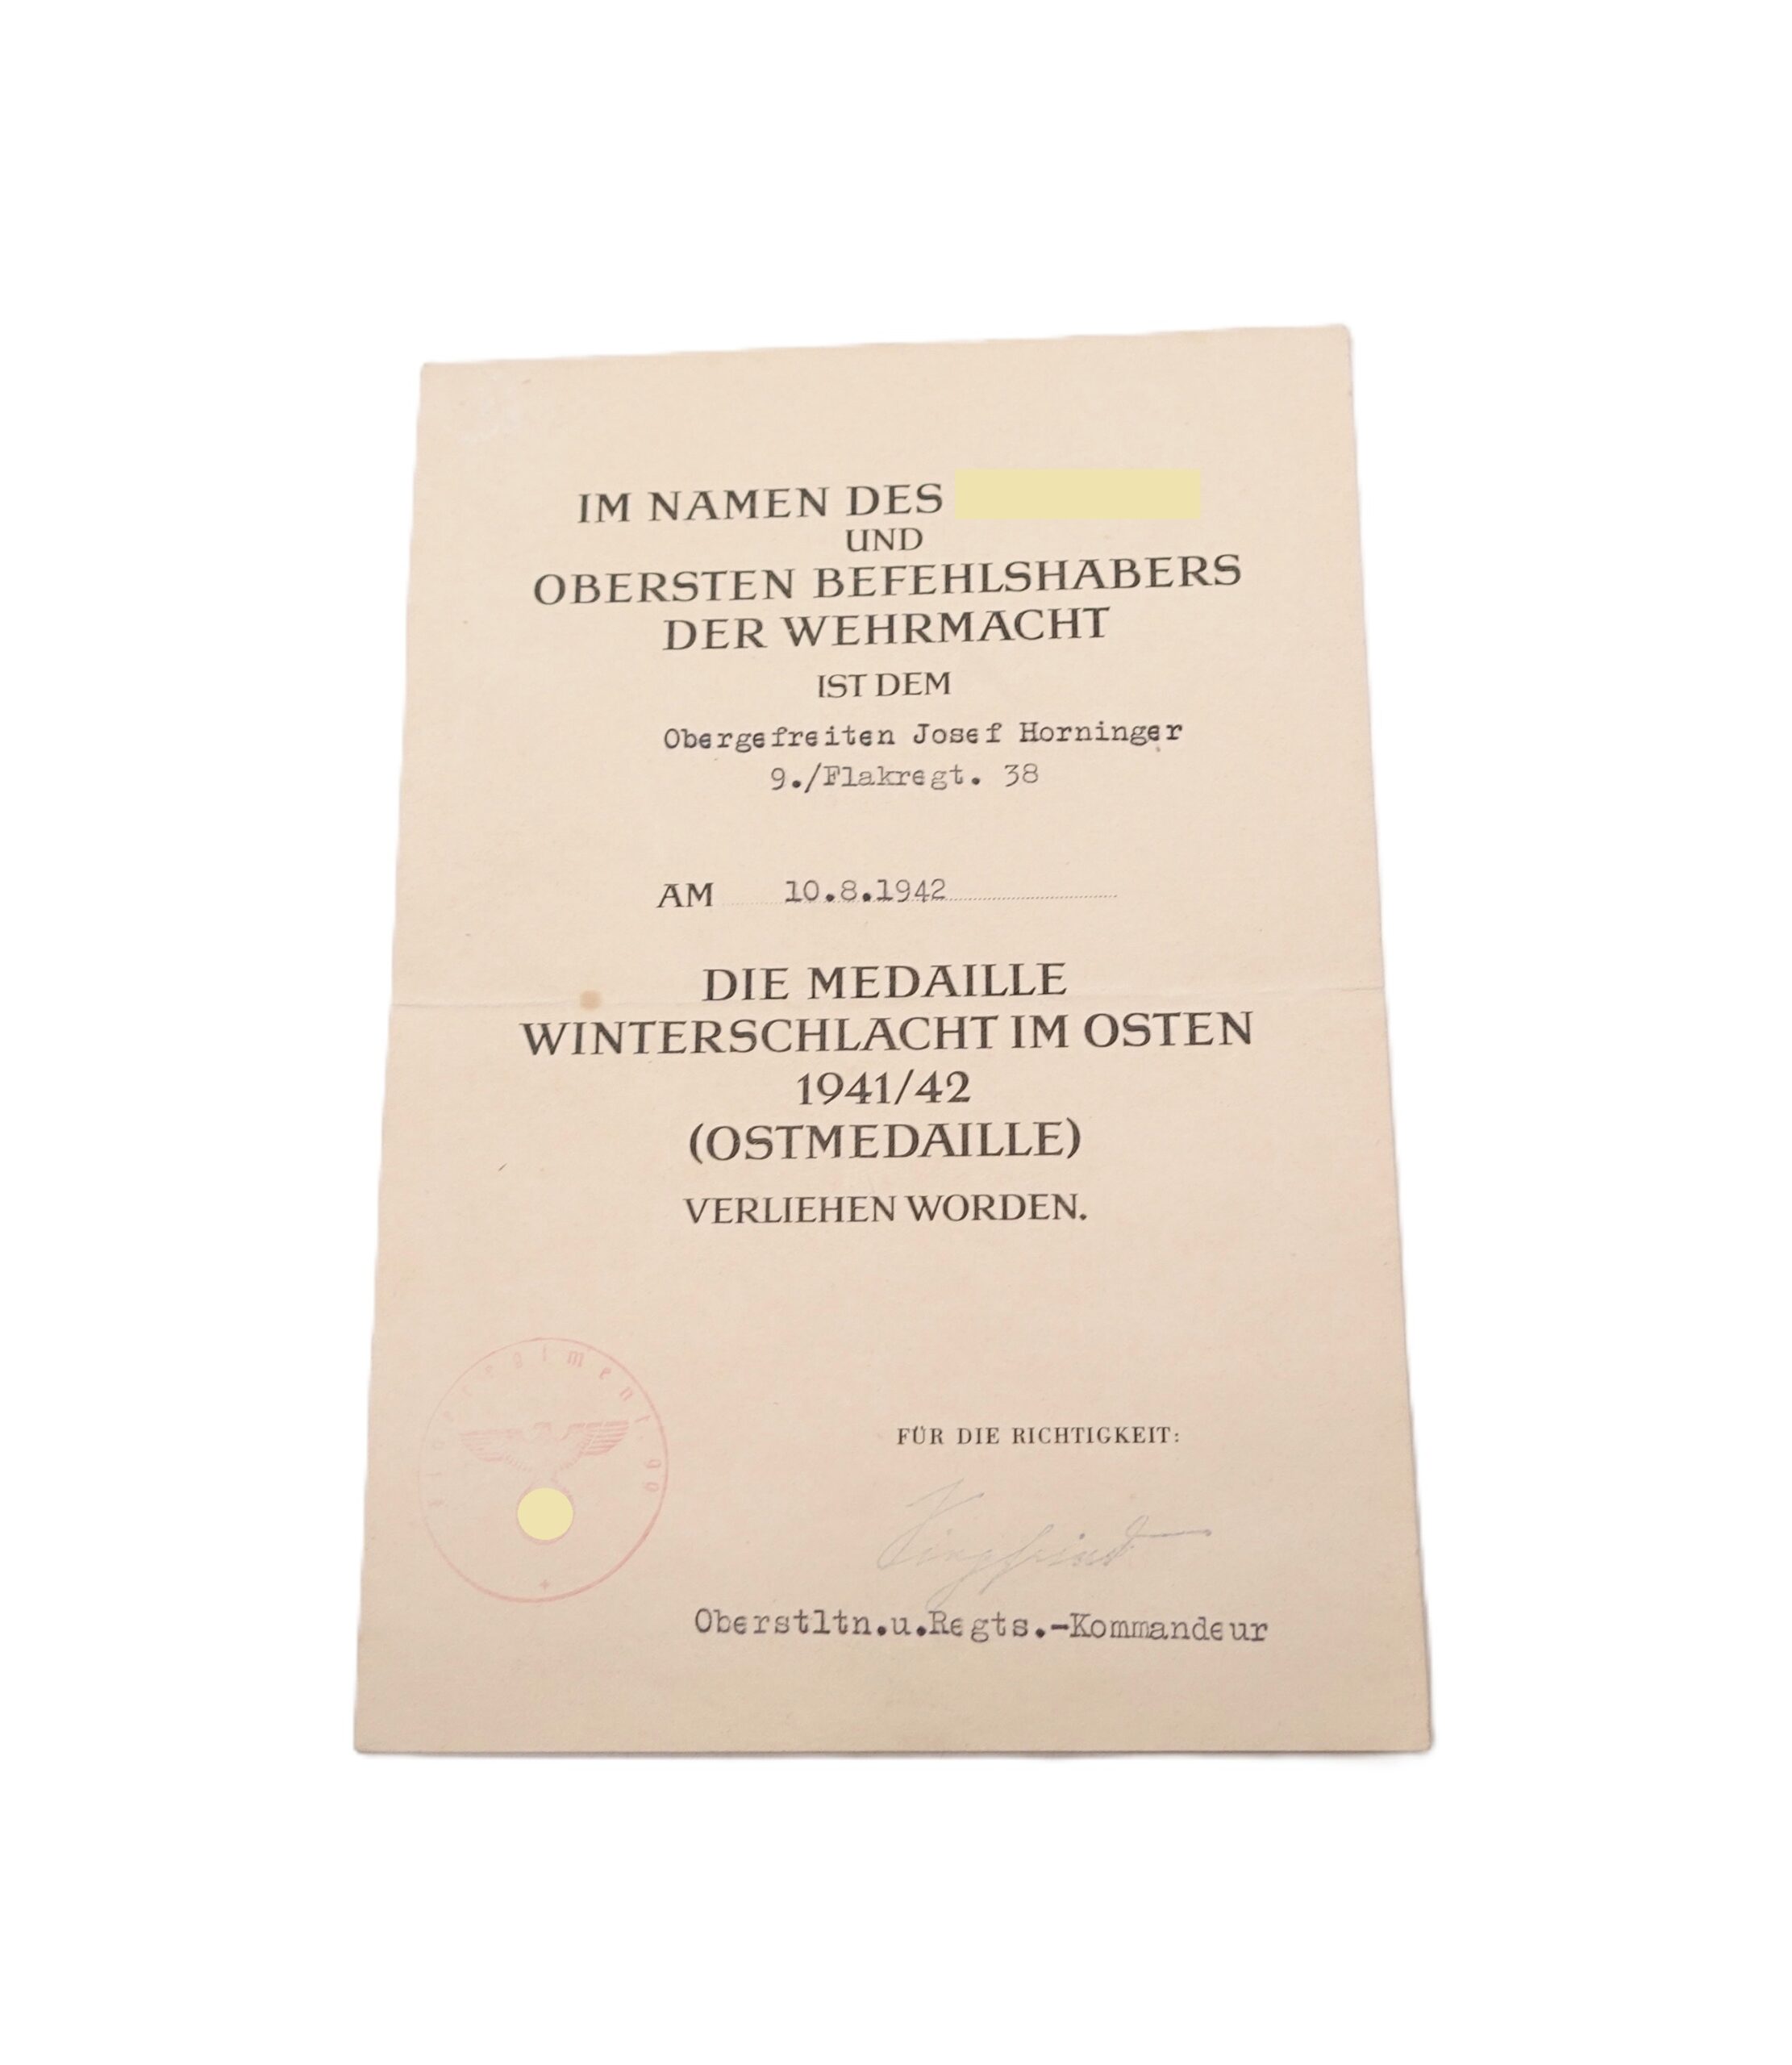 IM NAMEN DES
UND
OBERSTEN BEFEHLSHABERS
DER WEHRMACHT
IST DEM
Obergefreiten Josef Horninger
9./Flakregt. 38
AM 10.8.1942
DIE MEDAILLE
WINTERSCHLACHT IM OSTEN
1941/42
(OSTMEDAILLE)
VERLIEHEN WORDEN.
FÜR DIE RICHTIGKEIT:
Oberstltn.u.Regts.-Kommandeur